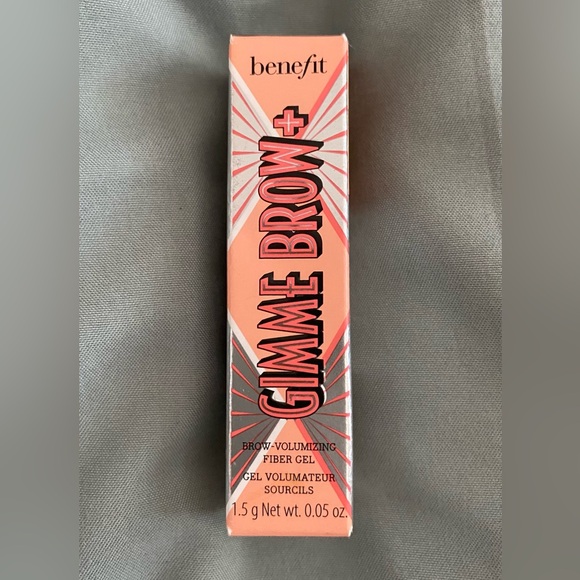 benefit
GIMME BROW+
BROW-VOLUMIZING
FIBER GEL
GEL VOLUMATEUR
SOURCILS
1.5 g Net wt. 0.05 oz.